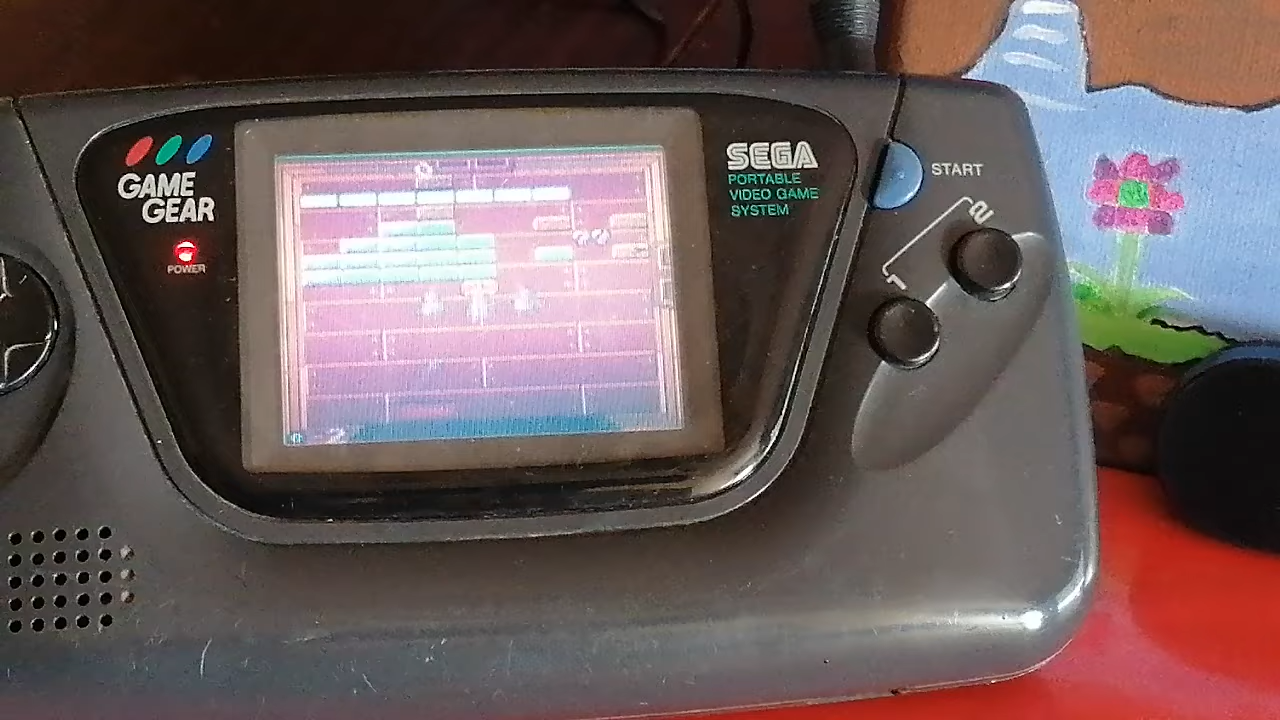 GAME
GEAR
POWER
SEGA
PORTABLE
VIDEO GAME
SYSTEM
START
2
1